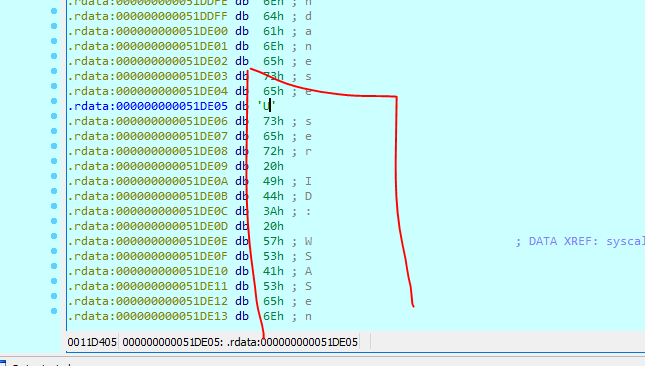 .rdata:000000000051DDFE db 6Eh ; n
.rdata:000000000051DDFF db 64h ; d
.rdata:000000000051DE00 db 61h ; a
.rdata:000000000051DE01 db 6Eh ; n
.rdata:000000000051DE02 db 65h ; e
.rdata:000000000051DE03 db 73h ; s
.rdata:000000000051DE04 db 65h ; e
.rdata:000000000051DE05 db 'U'
.rdata:000000000051DE06 db 73h ; s
.rdata:000000000051DE07 db 65h ; e
.rdata:000000000051DE08 db 72h ; r
.rdata:000000000051DE09 db 20h
.rdata:000000000051DE0A db 49h ; I
.rdata:000000000051DE0B db 44h ; D
.rdata:000000000051DE0C db 3Ah ; :
.rdata:000000000051DE0D db 20h
.rdata:000000000051DE0E db 57h ; W ; DATA XREF: syscal
.rdata:000000000051DE0F db 53h ; S
.rdata:000000000051DE10 db 41h ; A
.rdata:000000000051DE11 db 53h ; S
.rdata:000000000051DE12 db 65h ; e
.rdata:000000000051DE13 db 6Eh ; n
0011D405 000000000051DE05: .rdata:000000000051DE05